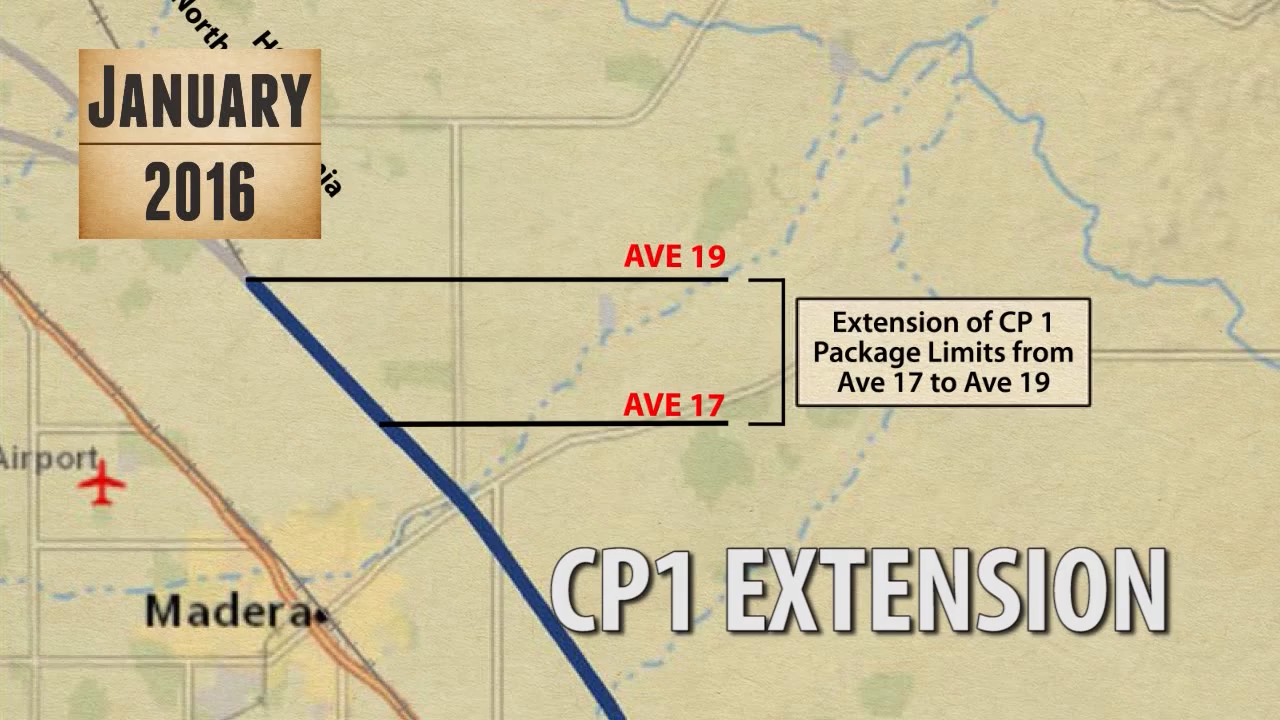 North
JANUARY
2016
AVE 19
Extension of CP 1
Package Limits from
Ave 17 to Ave 19
AVE 17
Airport
CP1 EXTENSION
Madera